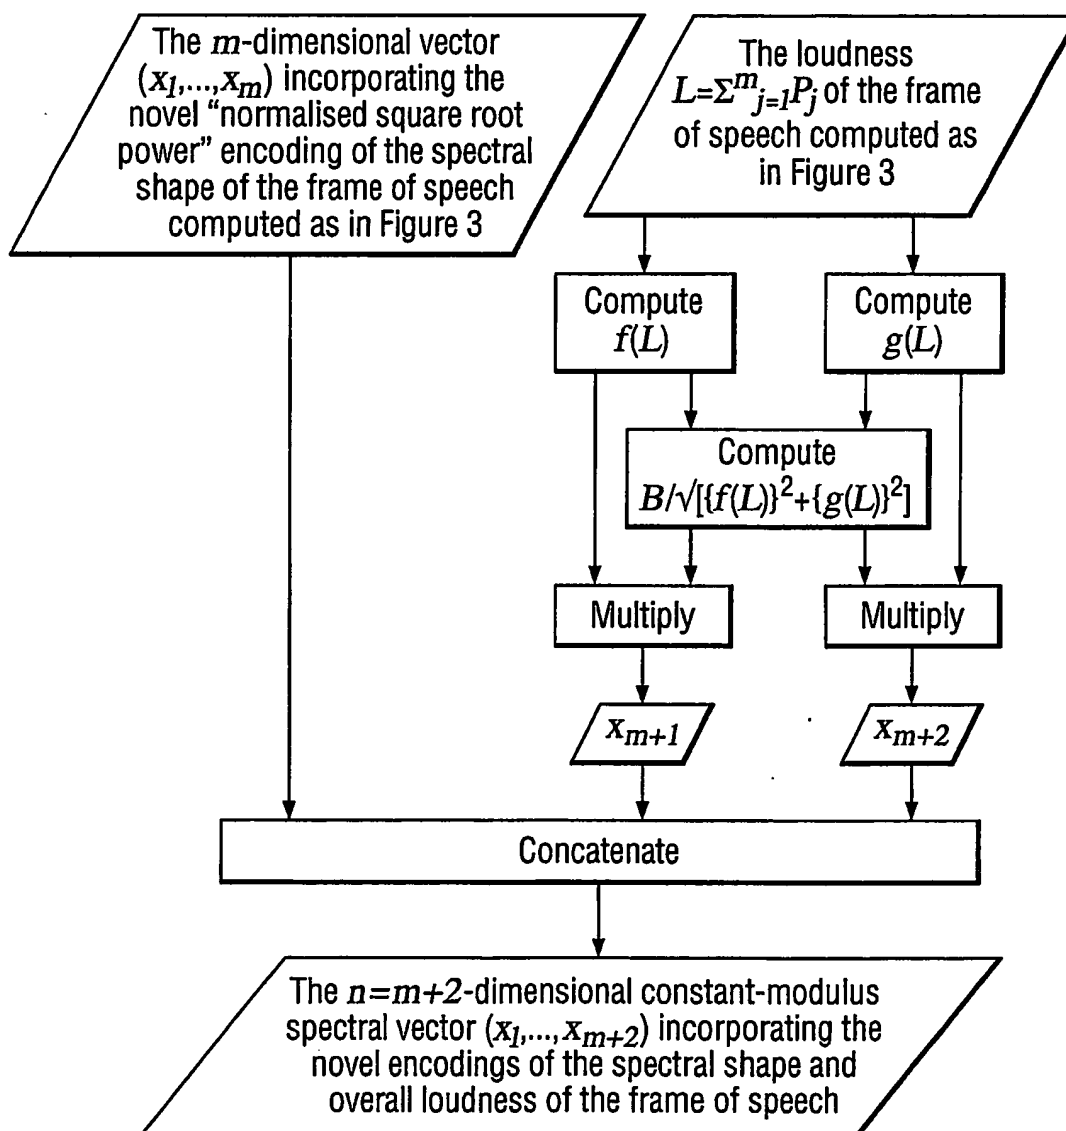 The m-dimensional vector
(x₁,...,xₘ) incorporating the
novel “normalised square root
power” encoding of the spectral
shape of the frame of speech
computed as in Figure 3
The loudness
L=Σᵐⱼ₌₁Pⱼ of the frame
of speech computed as
in Figure 3
Compute
f(L)
Compute
g(L)
Compute
B/√[{f(L)}²+{g(L)}²]
Multiply
Multiply
xₘ₊₁
xₘ₊₂
Concatenate
The n=m+2-dimensional constant-modulus
spectral vector (x₁,...,xₘ₊₂) incorporating the
novel encodings of the spectral shape and
overall loudness of the frame of speech